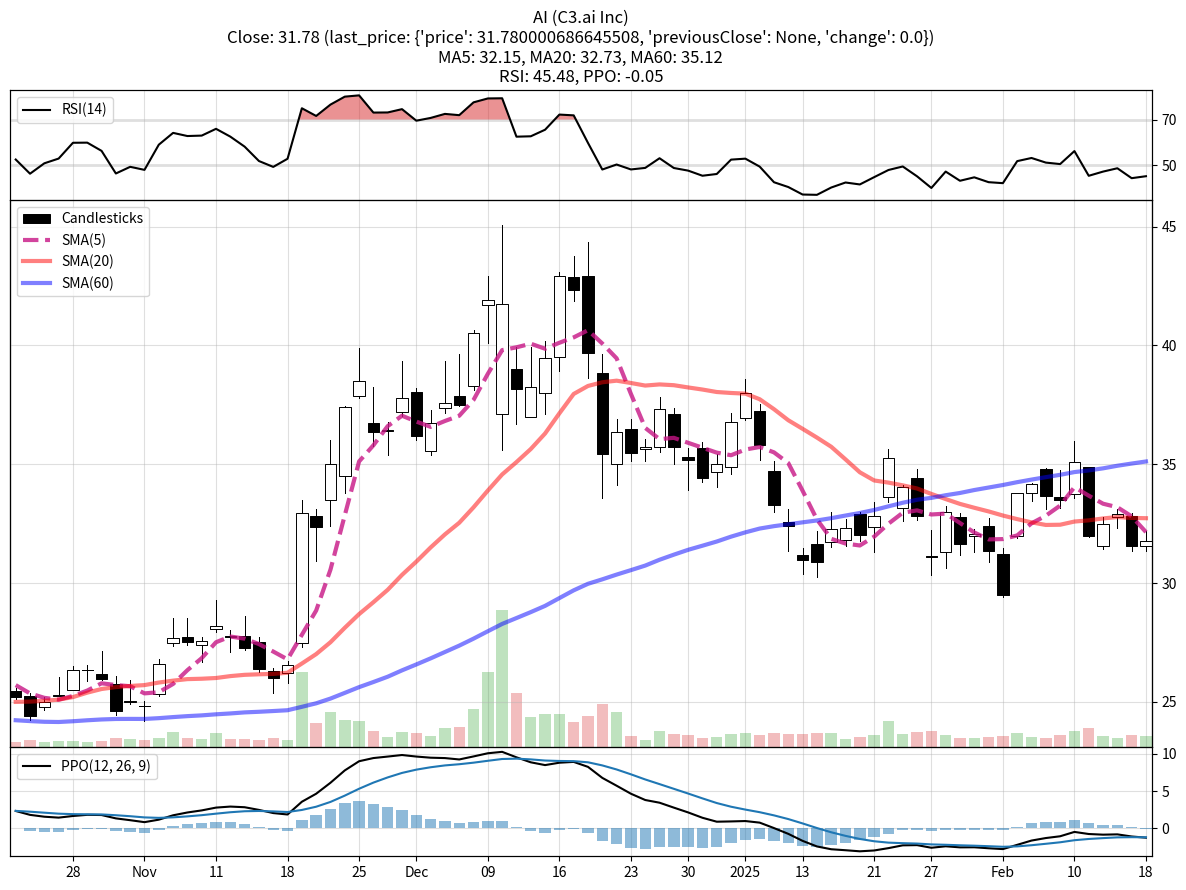 AI (C3.ai Inc)
Close: 31.78 (last_price: {'price': 31.780000686645508, 'previousClose': None, 'change': 0.0})
MA5: 32.15, MA20: 32.73, MA60: 35.12
RSI: 45.48, PPO: -0.05
RSI(14)
70
50
Candlesticks
SMA(5)
SMA(20)
SMA(60)
45
40
35
30
25
PPO(12, 26, 9)
10
5
0
28 Nov 11 18 25 Dec 09 16 23 30 2025 13 21 27 Feb 10 18